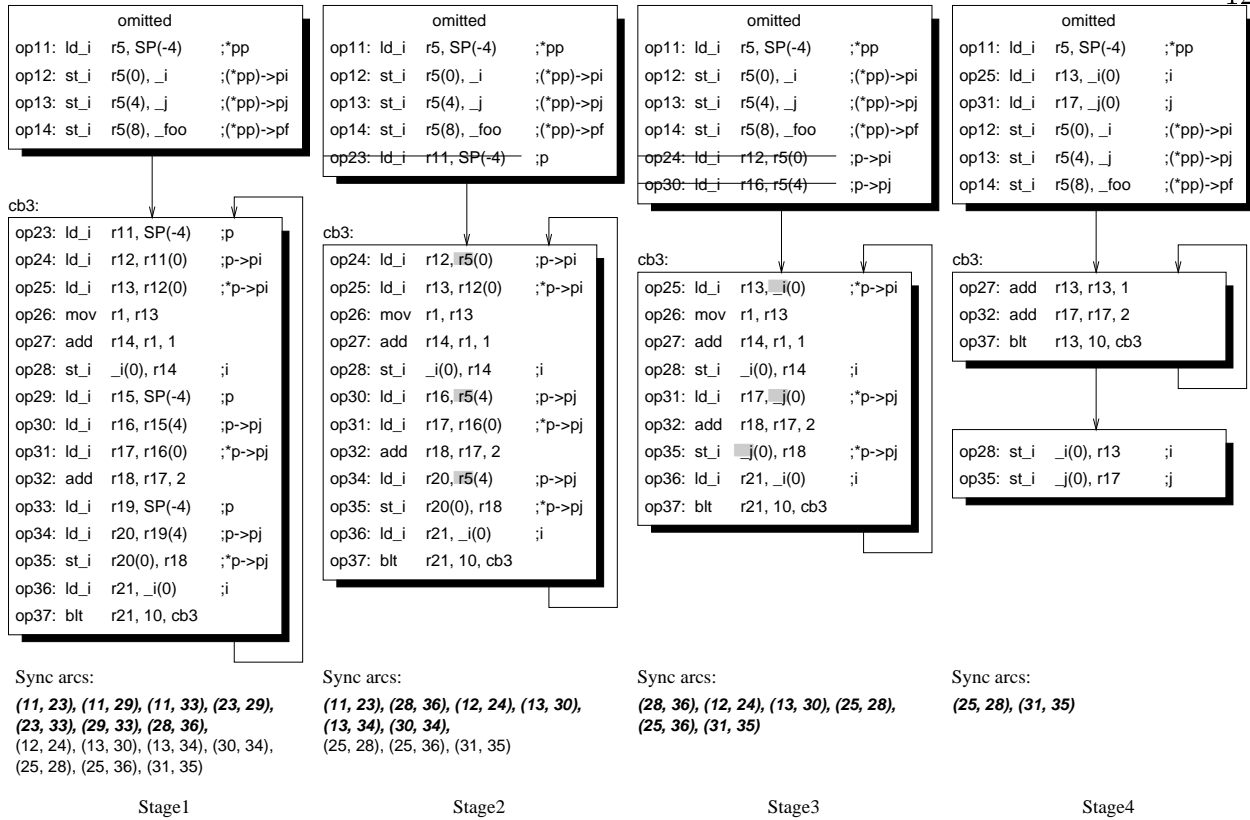 omitted
op11: ld_i r5, SP(-4) ;*pp
op12: st_i r5(0), _i ;(*pp)->pi
op13: st_i r5(4), _j ;(*pp)->pj
op14: st_i r5(8), _foo ;(*pp)->pf
cb3:
op23: ld_i r11, SP(-4) ;p
op24: ld_i r12, r11(0) ;p->pi
op25: ld_i r13, r12(0) ;*p->pi
op26: mov r1, r13
op27: add r14, r1, 1
op28: st_i _i(0), r14 ;i
op29: ld_i r15, SP(-4) ;p
op30: ld_i r16, r15(4) ;p->pj
op31: ld_i r17, r16(0) ;*p->pj
op32: add r18, r17, 2
op33: ld_i r19, SP(-4) ;p
op34: ld_i r20, r19(4) ;p->pj
op35: st_i r20(0), r18 ;*p->pj
op36: ld_i r21, _i(0) ;i
op37: blt r21, 10, cb3
Sync arcs:
(11, 23), (11, 29), (11, 33), (23, 29),
(23, 33), (29, 33), (28, 36),
(12, 24), (13, 30), (13, 34), (30, 34),
(25, 28), (25, 36), (31, 35)
Stage1
omitted
op11: ld_i r5, SP(-4) ;*pp
op12: st_i r5(0), _i ;(*pp)->pi
op13: st_i r5(4), _j ;(*pp)->pj
op14: st_i r5(8), _foo ;(*pp)->pf
op23: ld_i r11, SP(-4) ;p
cb3:
op24: ld_i r12, r5(0) ;p->pi
op25: ld_i r13, r12(0) ;*p->pi
op26: mov r1, r13
op27: add r14, r1, 1
op28: st_i _i(0), r14 ;i
op30: ld_i r16, r5(4) ;p->pj
op31: ld_i r17, r16(0) ;*p->pj
op32: add r18, r17, 2
op34: ld_i r20, r5(4) ;p->pj
op35: st_i r20(0), r18 ;*p->pj
op36: ld_i r21, _i(0) ;i
op37: blt r21, 10, cb3
Sync arcs:
(11, 23), (28, 36), (12, 24), (13, 30),
(13, 34), (30, 34),
(25, 28), (25, 36), (31, 35)
Stage2
omitted
op11: ld_i r5, SP(-4) ;*pp
op12: st_i r5(0), _i ;(*pp)->pi
op13: st_i r5(4), _j ;(*pp)->pj
op14: st_i r5(8), _foo ;(*pp)->pf
op24: ld_i r12, r5(0) ;p->pi
op30: ld_i r16, r5(4) ;p->pj
cb3:
op25: ld_i r13, _i(0) ;*p->pi
op26: mov r1, r13
op27: add r14, r1, 1
op28: st_i _i(0), r14 ;i
op31: ld_i r17, _j(0) ;*p->pj
op32: add r18, r17, 2
op35: st_i _j(0), r18 ;*p->pj
op36: ld_i r21, _i(0) ;i
op37: blt r21, 10, cb3
Sync arcs:
(28, 36), (12, 24), (13, 30), (25, 28),
(25, 36), (31, 35)
Stage3
omitted
op11: ld_i r5, SP(-4) ;*pp
op25: ld_i r13, _i(0) ;i
op31: ld_i r17, _j(0) ;j
op12: st_i r5(0), _i ;(*pp)->pi
op13: st_i r5(4), _j ;(*pp)->pj
op14: st_i r5(8), _foo ;(*pp)->pf
cb3:
op27: add r13, r13, 1
op32: add r17, r17, 2
op37: blt r13, 10, cb3
op28: st_i _i(0), r13 ;i
op35: st_i _j(0), r17 ;j
Sync arcs:
(25, 28), (31, 35)
Stage4